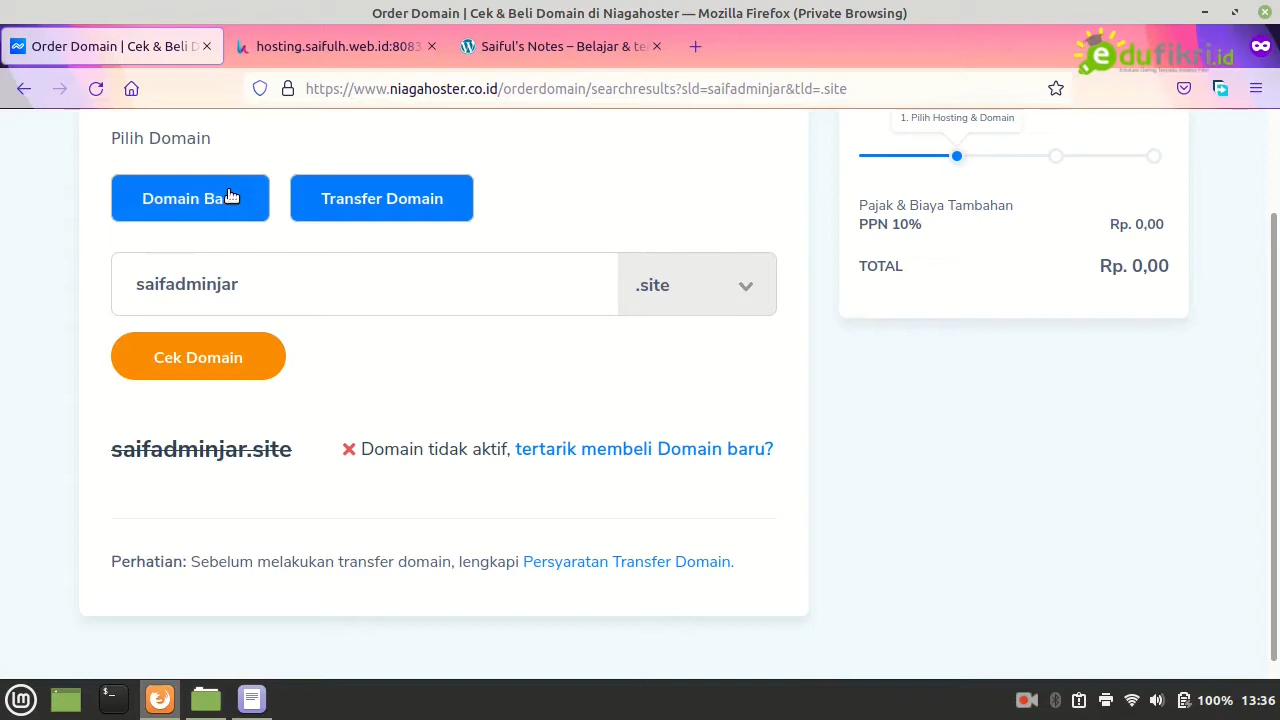 Order Domain | Cek & Beli Domain di Niagahoster — Mozilla Firefox (Private Browsing)
Order Domain | Cek & Beli D
hosting.saifulh.web.id:8083
Saiful's Notes – Belajar & te
edufikri.id
https://www.niagahoster.co.id/orderdomain/searchresults?sld=saifadminjar&tld=.site
1. Pilih Hosting & Domain
Pilih Domain
Domain Ba
Transfer Domain
Pajak & Biaya Tambahan
PPN 10% Rp. 0,00
TOTAL Rp. 0,00
saifadminjar .site
Cek Domain
saifadminjar.site Domain tidak aktif, tertarik membeli Domain baru?
Perhatian: Sebelum melakukan transfer domain, lengkapi Persyaratan Transfer Domain.
100% 13:36